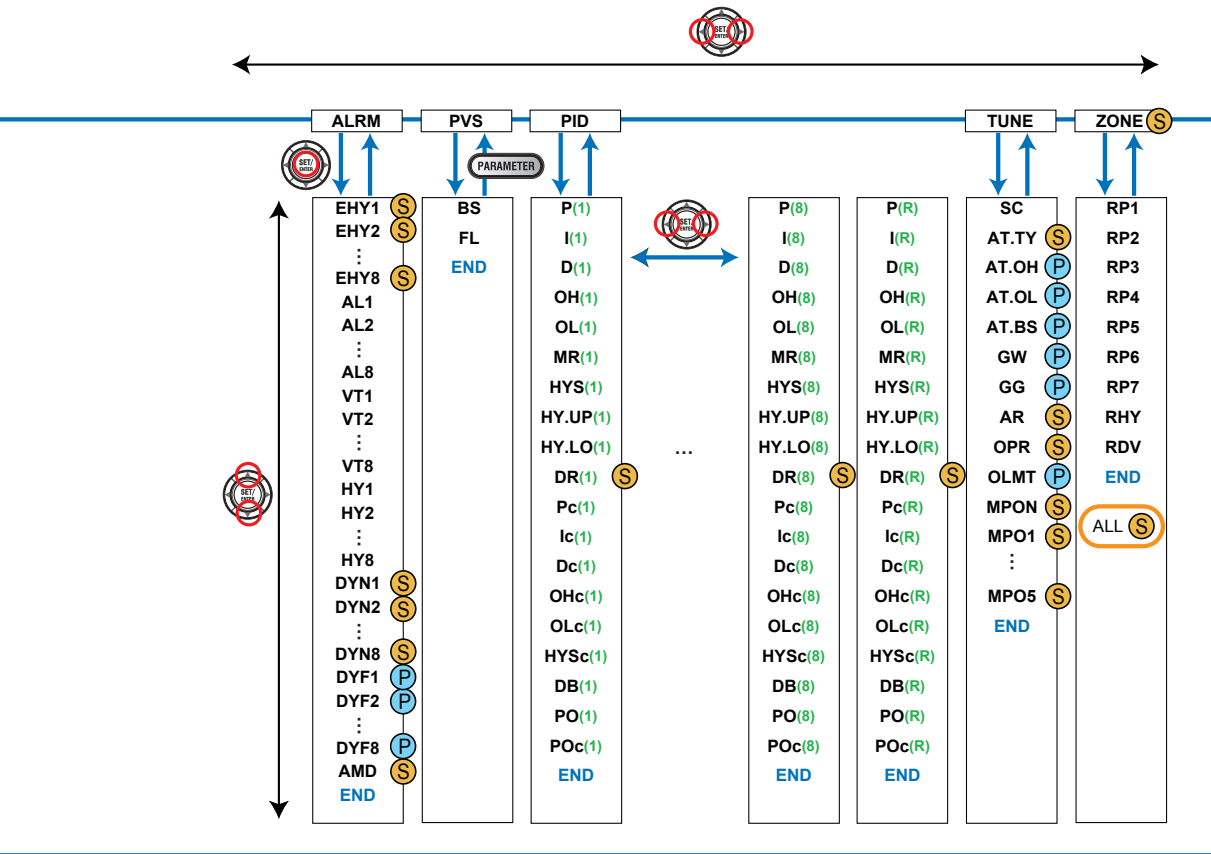 SET/
ENTER
ALRM
PVS
PID
TUNE
ZONE S
SET/
ENTER
PARAMETER
EHY1 S
EHY2 S
⋮
EHY8 S
AL1
AL2
⋮
AL8
VT1
VT2
⋮
VT8
HY1
HY2
⋮
HY8
DYN1 S
DYN2 S
⋮
DYN8 S
DYF1 P
DYF2 P
⋮
DYF8 P
AMD S
END
SET/
ENTER
BS
FL
END
P(1)
I(1)
D(1)
OH(1)
OL(1)
MR(1)
HYS(1)
HY.UP(1)
HY.LO(1)
DR(1) S
Pc(1)
Ic(1)
Dc(1)
OHc(1)
OLc(1)
HYSc(1)
DB(1)
PO(1)
POc(1)
END
SET/
ENTER
...
P(8)
I(8)
D(8)
OH(8)
OL(8)
MR(8)
HYS(8)
HY.UP(8)
HY.LO(8)
DR(8) S
Pc(8)
Ic(8)
Dc(8)
OHc(8)
OLc(8)
HYSc(8)
DB(8)
PO(8)
POc(8)
END
P(R)
I(R)
D(R)
OH(R)
OL(R)
MR(R)
HYS(R)
HY.UP(R)
HY.LO(R)
DR(R) S
Pc(R)
Ic(R)
Dc(R)
OHc(R)
OLc(R)
HYSc(R)
DB(R)
PO(R)
POc(R)
END
SC
AT.TY S
AT.OH P
AT.OL P
AT.BS P
GW P
GG P
AR S
OPR S
OLMT P
MPON S
MPO1 S
⋮
MPO5 S
END
RP1
RP2
RP3
RP4
RP5
RP6
RP7
RHY
RDV
END
ALL S